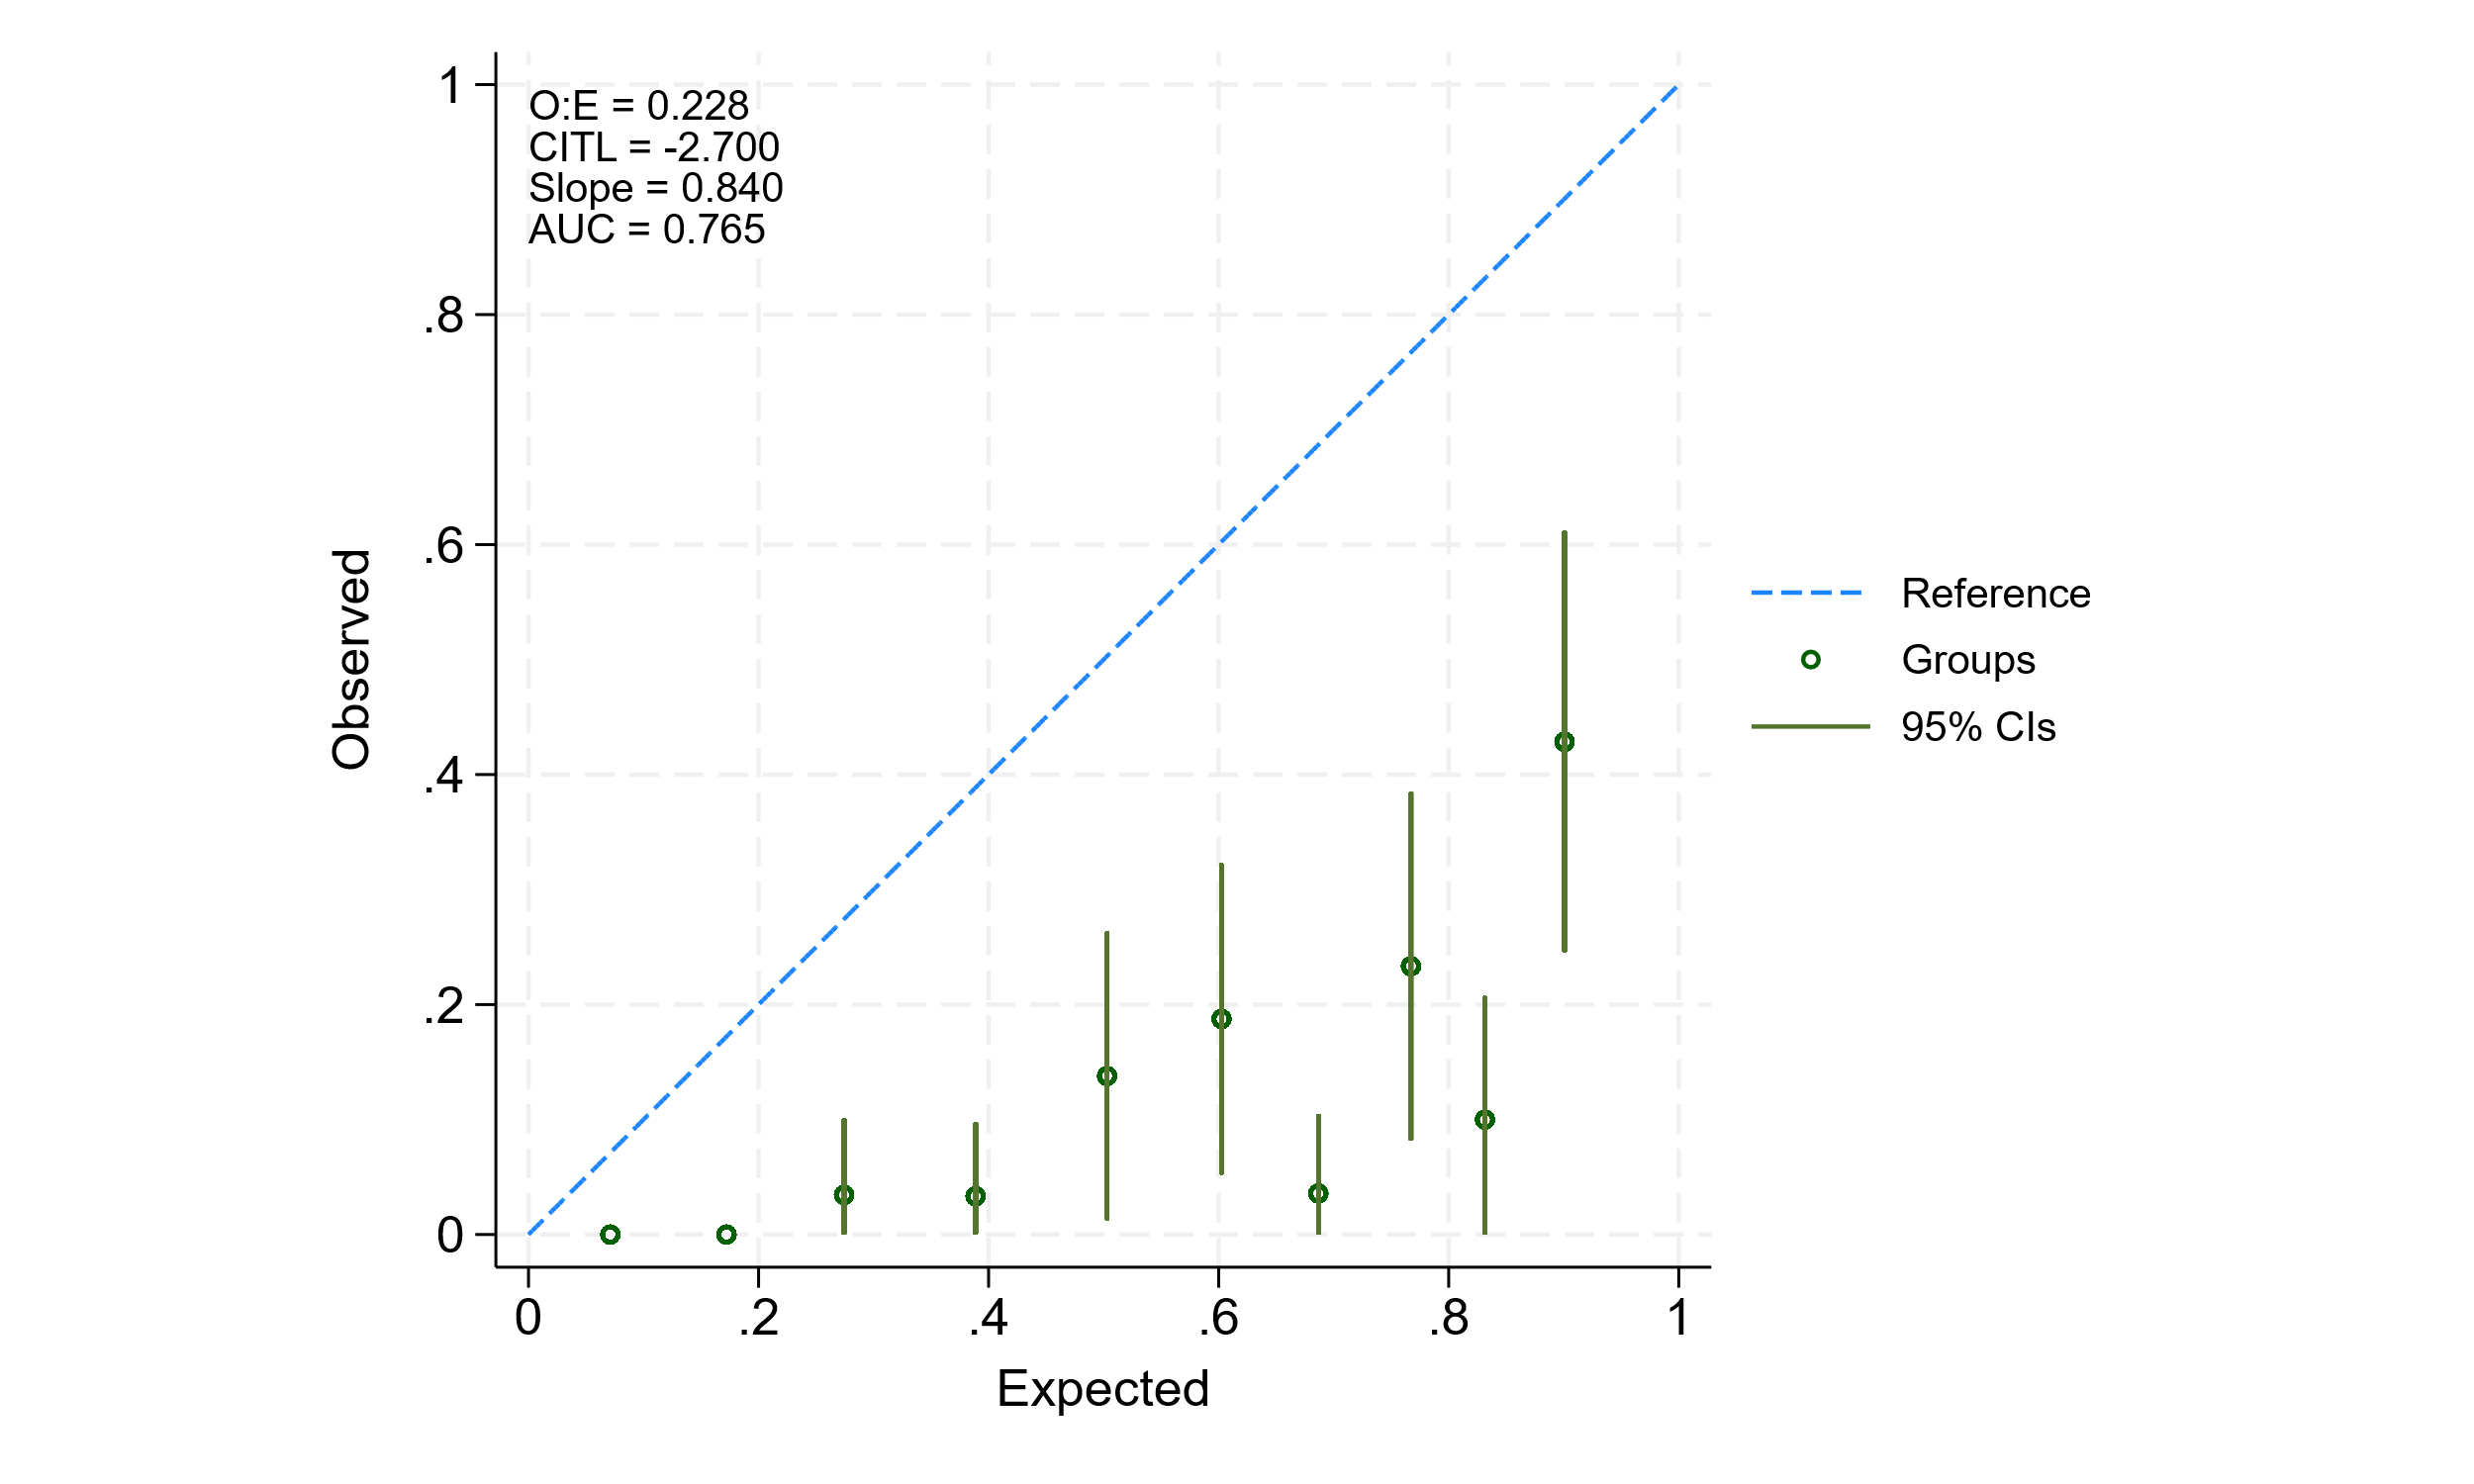 O:E = 0.228
CITL = -2.700
Slope = 0.840
AUC = 0.765
Observed
1
.8
.6
.4
.2
0
0 .2 .4 .6 .8 1
Expected
Reference
Groups
95% CIs